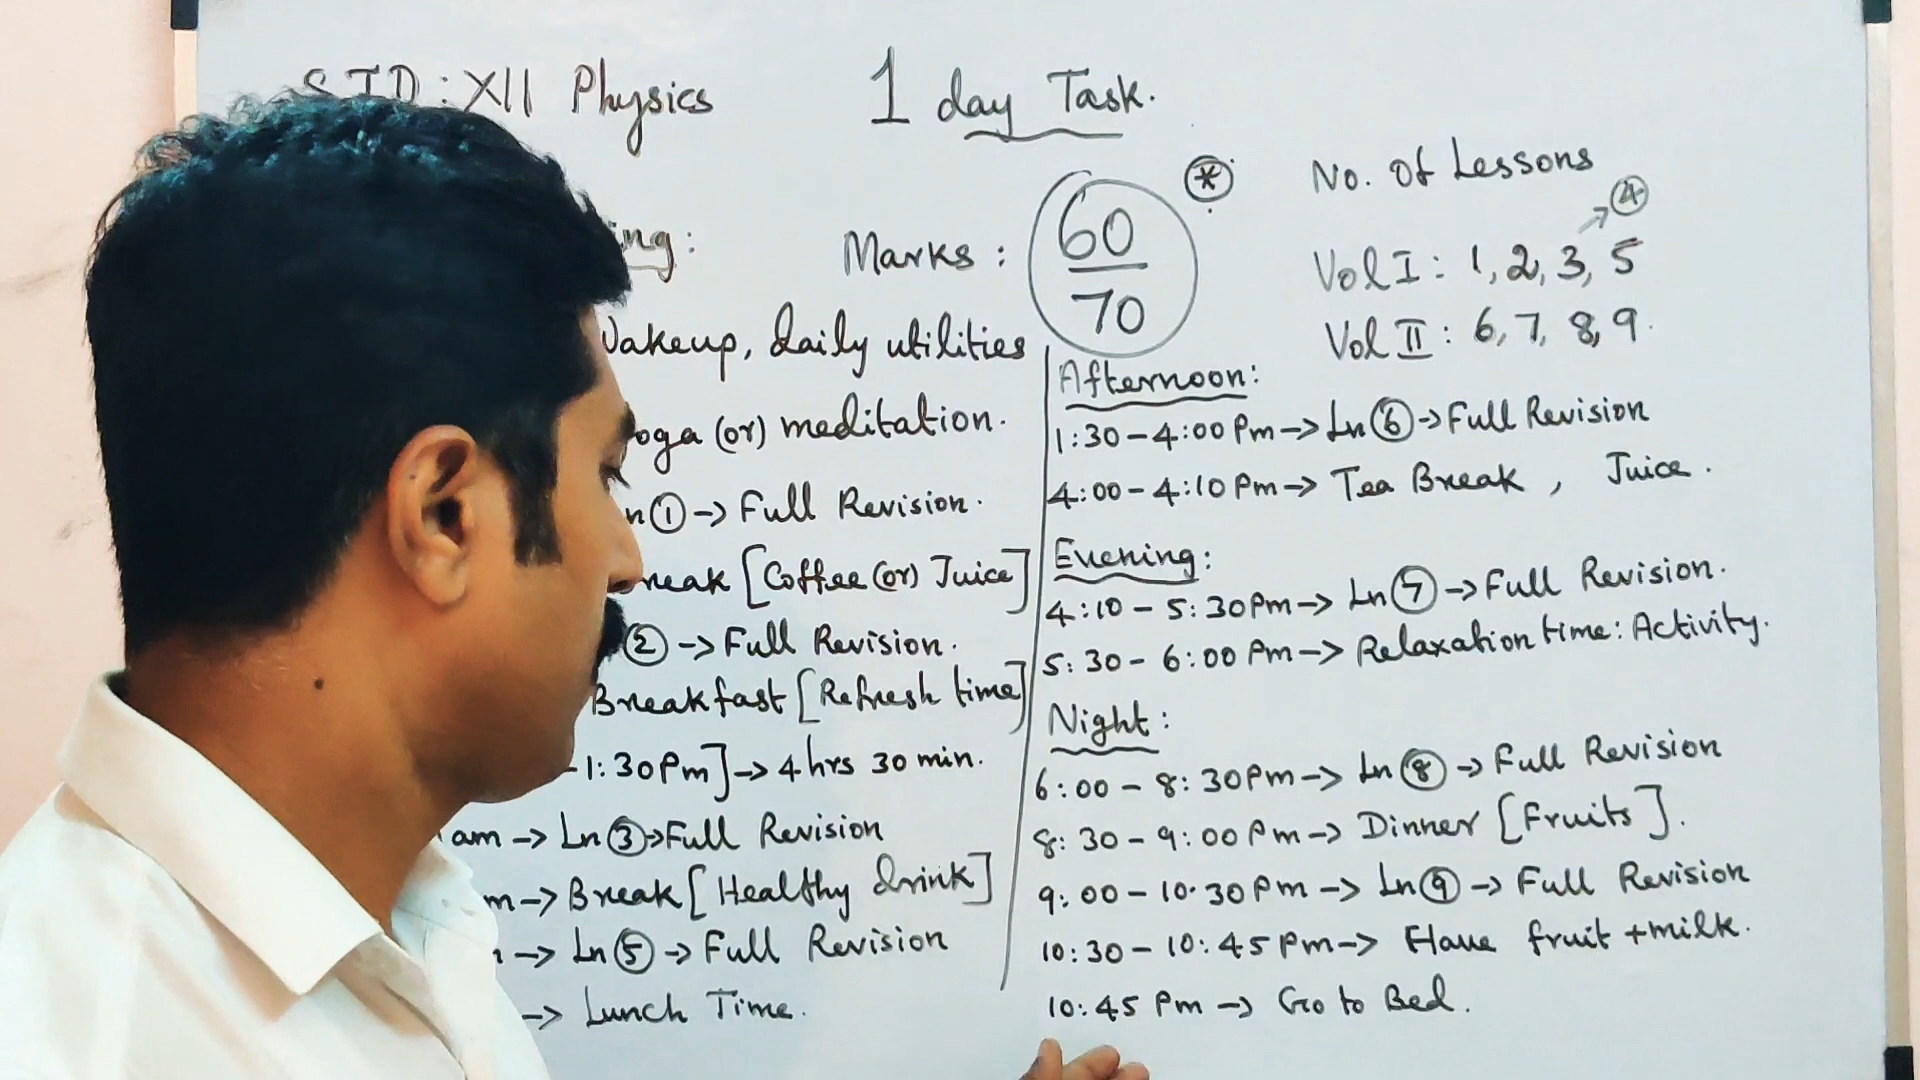 STD : XII Physics 1 day Task.
No. Of Lessons
Marks : 60/70 *
Vol I : 1, 2, 3, 5 → 4
Vol II : 6, 7, 8, 9.
Wakeup, daily utilities
(or) meditation.
1 -> Full Revision.
[Coffee (or) Juice]
2 -> Full Revision.
Breakfast [Refresh time]
- 1:30 Pm] -> 4 hrs 30 min.
am -> Ln 3 -> Full Revision
-> Break [Healthy drink]
-> Ln 5 -> Full Revision
-> Lunch Time.
Afternoon:
1:30 - 4:00 Pm -> Ln 6 -> Full Revision
4:00 - 4:10 Pm -> Tea Break , Juice .
Evening:
4:10 - 5:30 Pm -> Ln 7 -> Full Revision.
5:30 - 6:00 Pm -> Relaxation time : Activity.
Night :
6:00 - 8:30 Pm -> Ln 8 -> Full Revision
8:30 - 9:00 Pm -> Dinner [Fruits].
9:00 - 10.30 Pm -> Ln 9 -> Full Revision
10:30 - 10:45 Pm -> Have fruit + milk.
10:45 Pm -> Go to Bed.